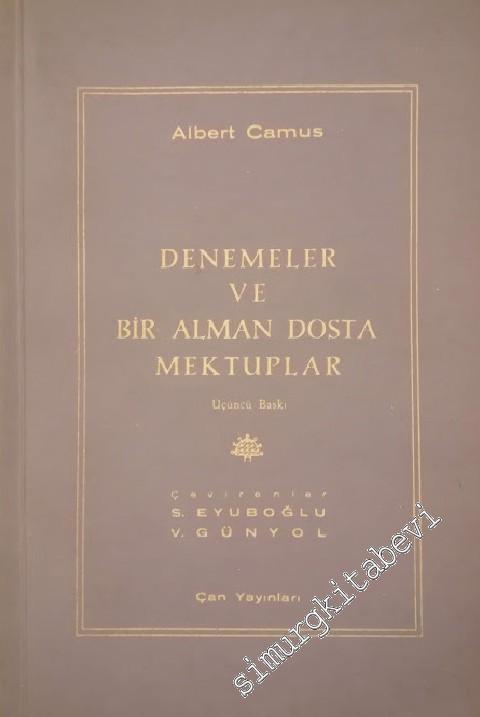 Albert Camus
DENEMELER
VE
BİR ALMAN DOSTA
MEKTUPLAR
Üçüncü Baskı
Çevirenler
S. EYUBOĞLU
V. GÜNYOL
Çan Yayınları
simurgkitabevi